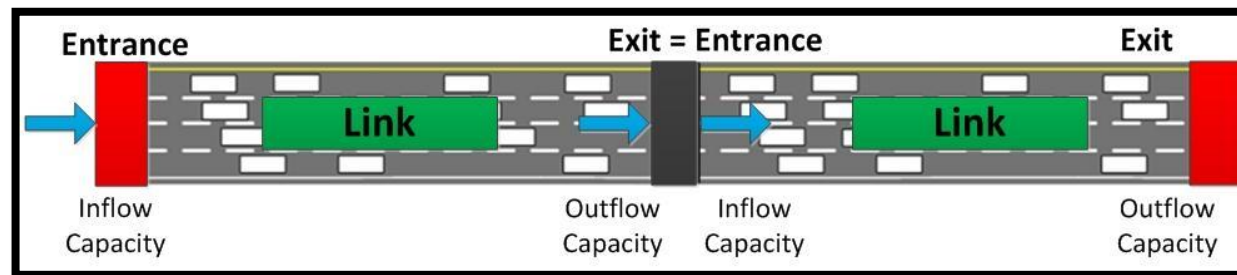 Entrance
Exit = Entrance
Exit
Link
Link
Inflow
Capacity
Outflow
Capacity
Inflow
Capacity
Outflow
Capacity